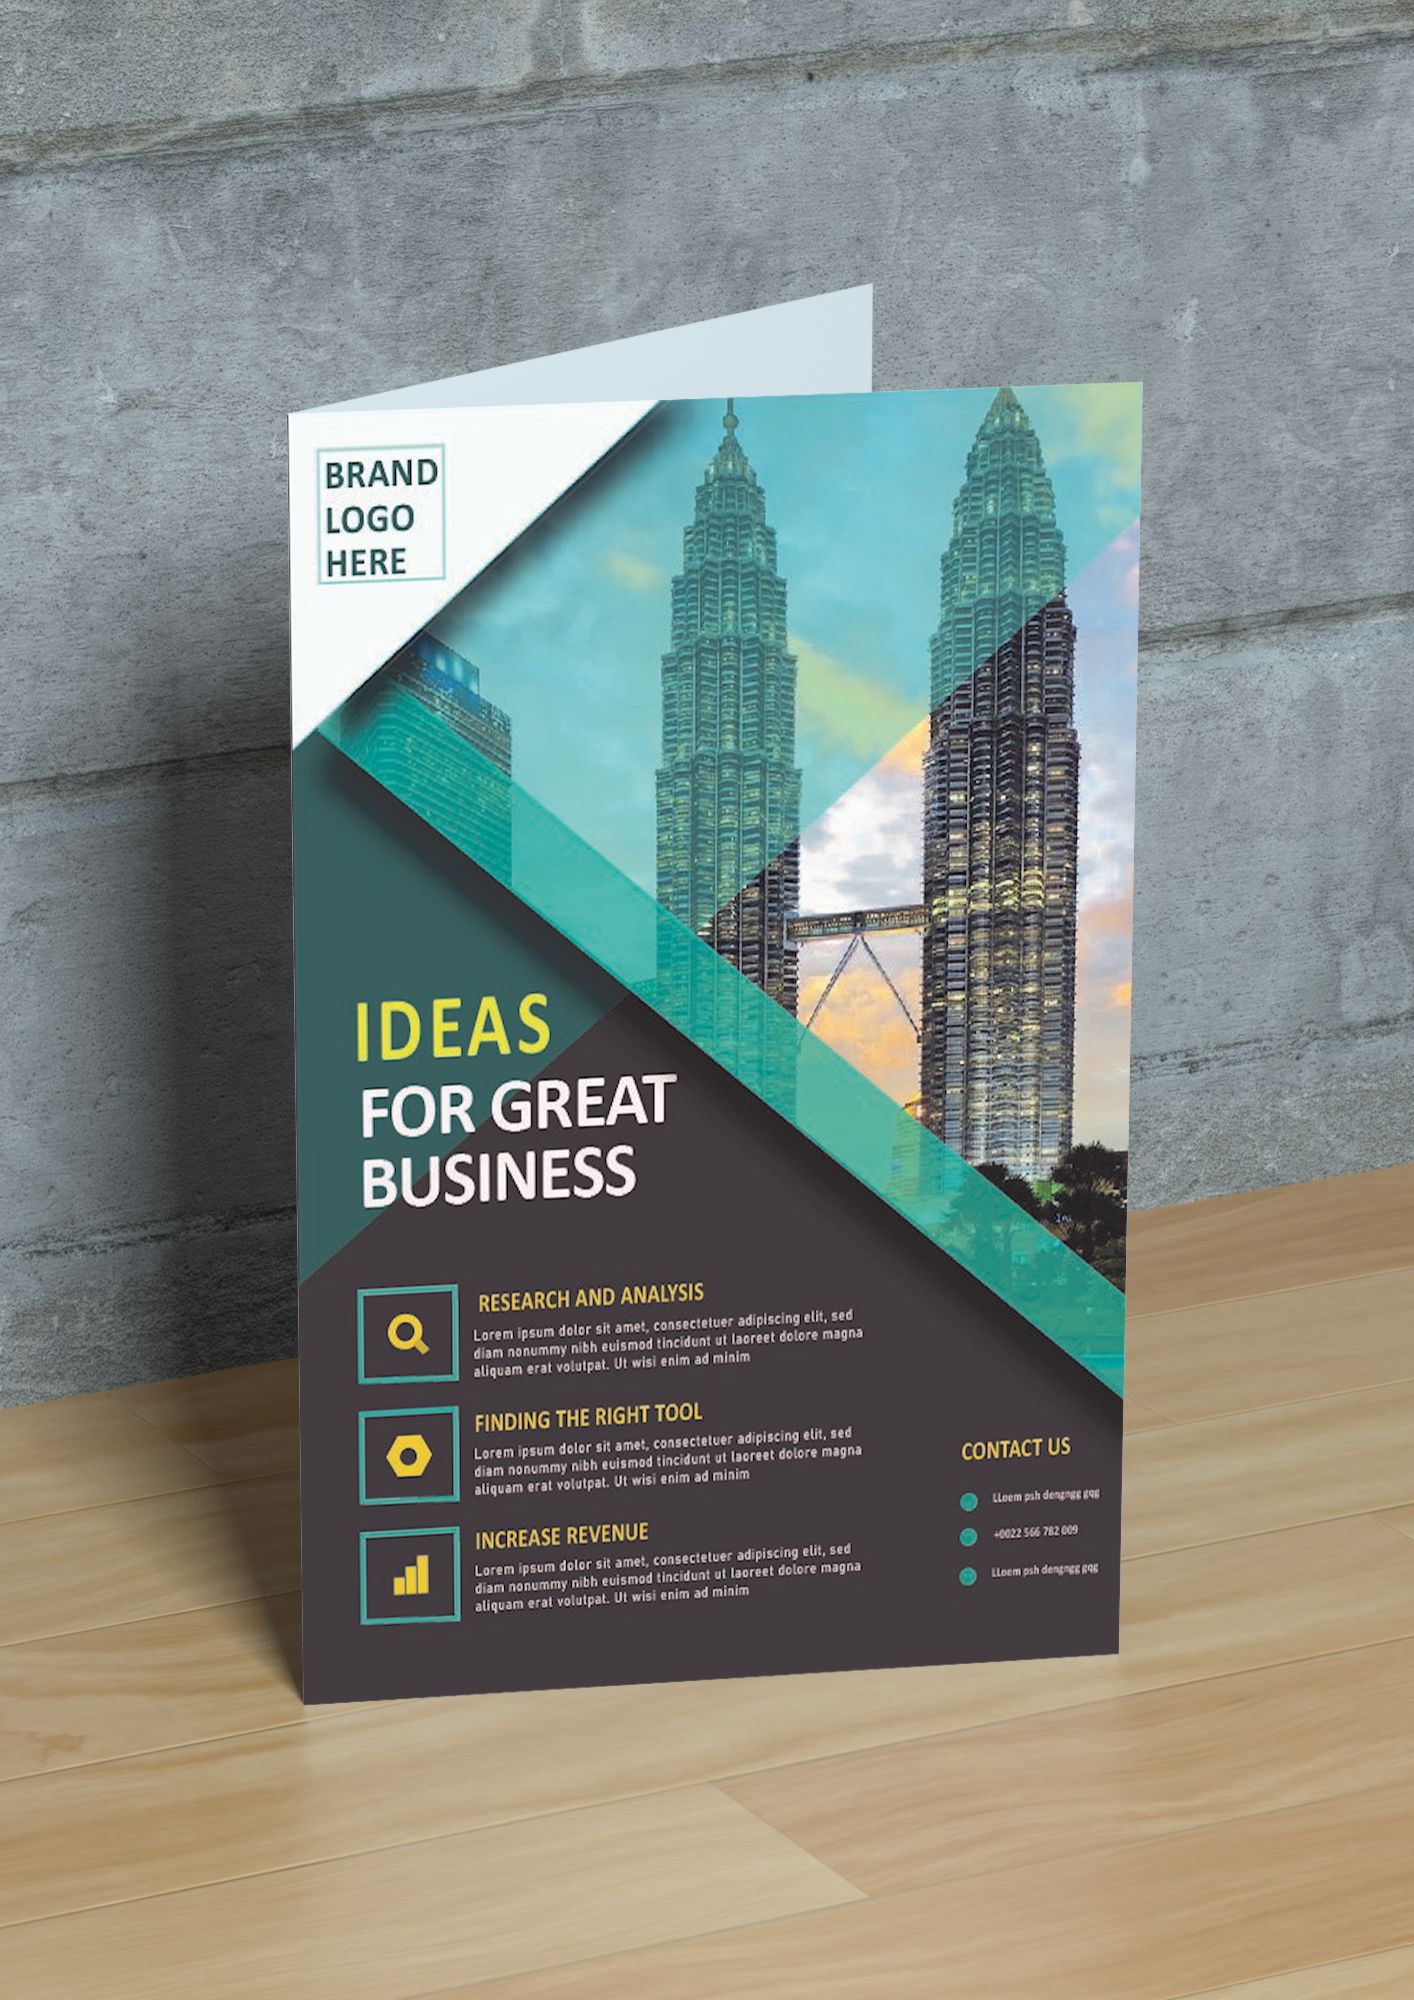 BRAND
LOGO
HERE
IDEAS
FOR GREAT
BUSINESS
RESEARCH AND ANALYSIS
Lorem ipsum dolor sit amet, consectetuer adipiscing elit, sed
diam nonummy nibh euismod tincidunt ut laoreet dolore magna
aliquam erat volutpat. Ut wisi enim ad minim
FINDING THE RIGHT TOOL
Lorem ipsum dolor sit amet, consectetuer adipiscing elit, sed
diam nonummy nibh euismod tincidunt ut laoreet dolore magna
aliquam erat volutpat. Ut wisi enim ad minim
INCREASE REVENUE
Lorem ipsum dolor sit amet, consectetuer adipiscing elit, sed
diam nonummy nibh euismod tincidunt ut laoreet dolore magna
aliquam erat volutpat. Ut wisi enim ad minim
CONTACT US
LLoem psh dengngg gqg
+0022 566 782 009
LLoem psh dengngg gqg